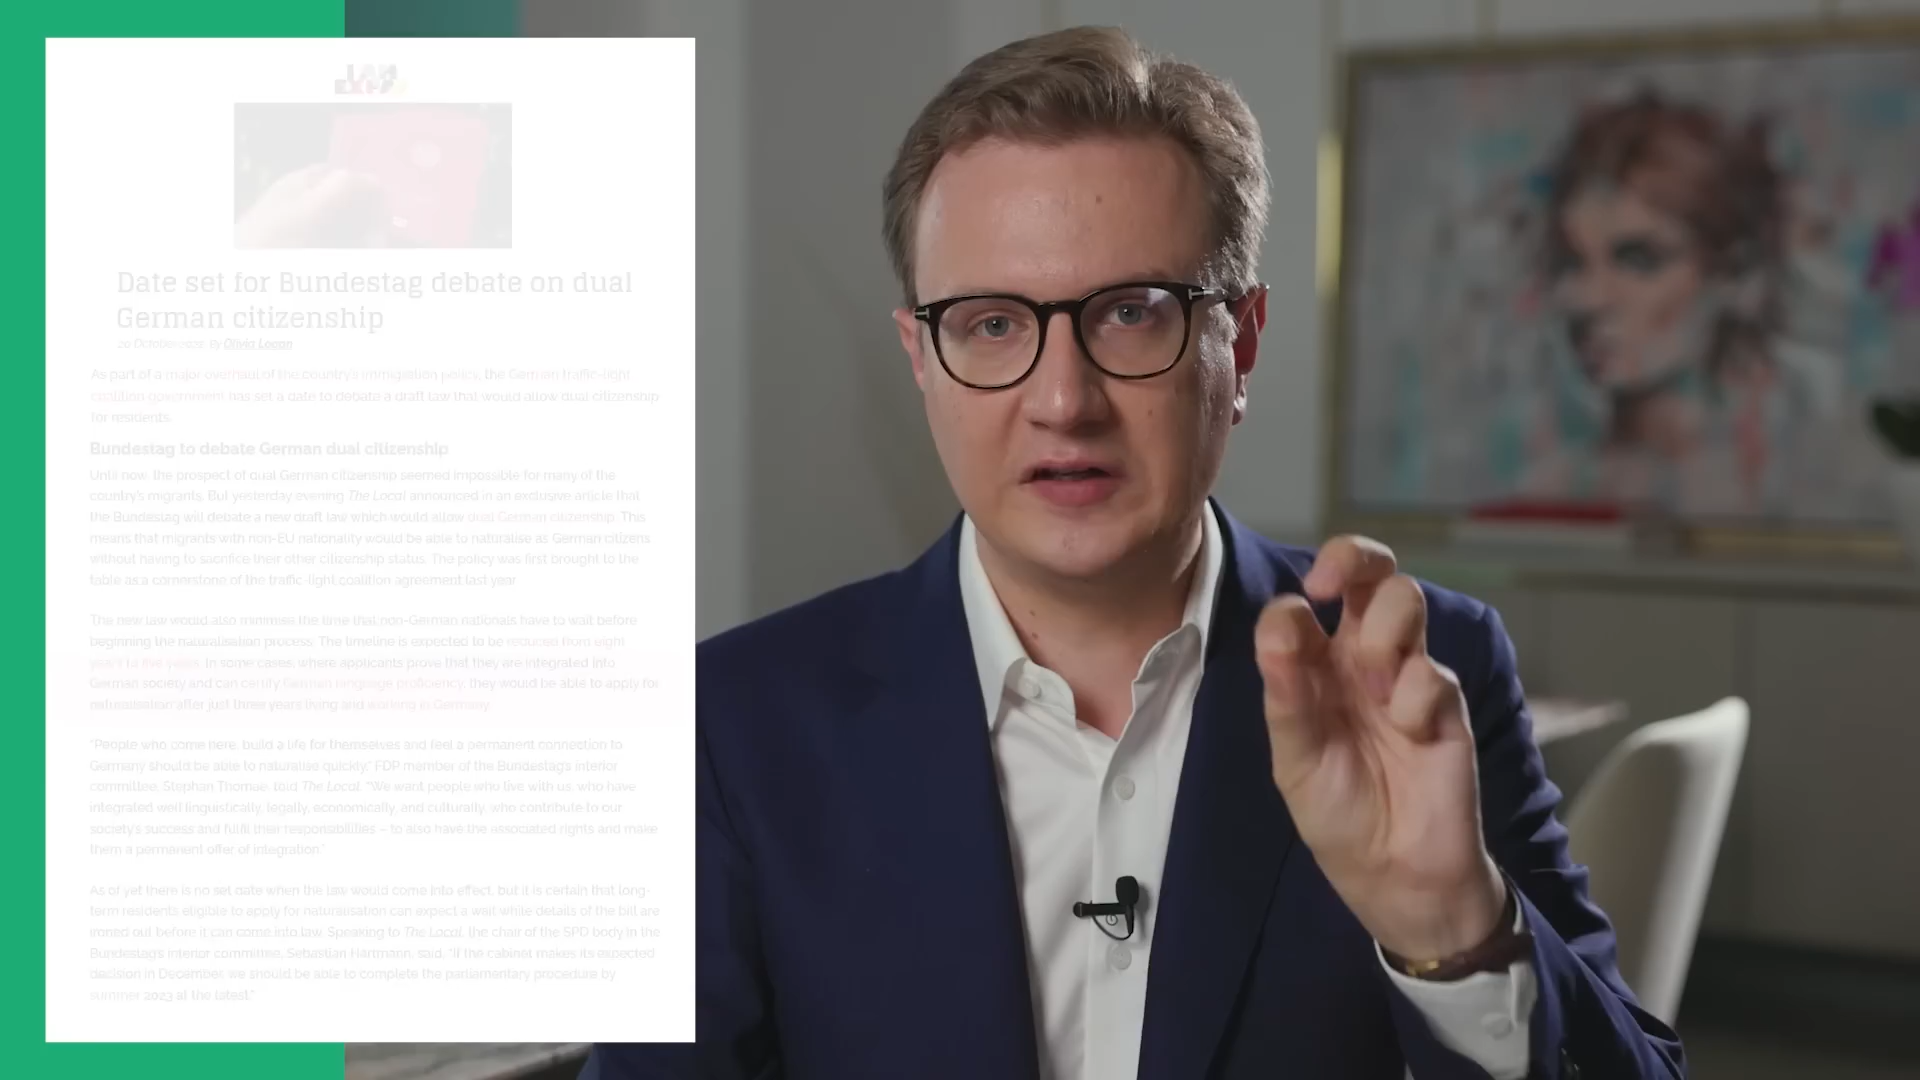 I AM
EXPAT
Date set for Bundestag debate on dual
German citizenship
20 October 2022, By Olivia Logan
As part of a major overhaul of the country's immigration policy, the German traffic-light
coalition government has set a date to debate a draft law that would allow dual citizenship
for residents.
Bundestag to debate German dual citizenship
Until now, the prospect of dual German citizenship seemed impossible for many of the
country's migrants. But yesterday evening The Local announced in an exclusive article that
the Bundestag will debate a new draft law which would allow dual German citizenship. This
means that migrants with non-EU nationality would be able to naturalise as German citizens
without having to sacrifice their other citizenship status. The policy was first brought to the
table as a cornerstone of the traffic-light coalition agreement last year.
The new law would also minimise the time that non-German nationals have to wait before
beginning the naturalisation process. The timeline is expected to be reduced from eight
years to five years. In some cases, where applicants prove that they are integrated into
German society and can certify German language proficiency, they would be able to apply for
naturalisation after just three years living and working in Germany.
"People who come here, build a life for themselves and feel a permanent connection to
Germany should be able to naturalise quickly," FDP member of the Bundestag's interior
committee, Stephan Thomae, told The Local. "We want people who live with us, who have
integrated well linguistically, legally, economically, and culturally, who contribute to our
society's success and fulfil their responsibilities – to also have the associated rights and make
them a permanent offer of integration."
As of yet there is no set date when the law would come into effect, but it is certain that long-
term residents eligible to apply for naturalisation can expect a wait while details of the bill are
ironed out before it can come into law. Speaking to The Local, the chair of the SPD body in the
Bundestag's interior committee, Sebastian Hartmann, said, "If the cabinet makes its expected
decision in December, we should be able to complete the parliamentary procedure by
summer 2023 at the latest."